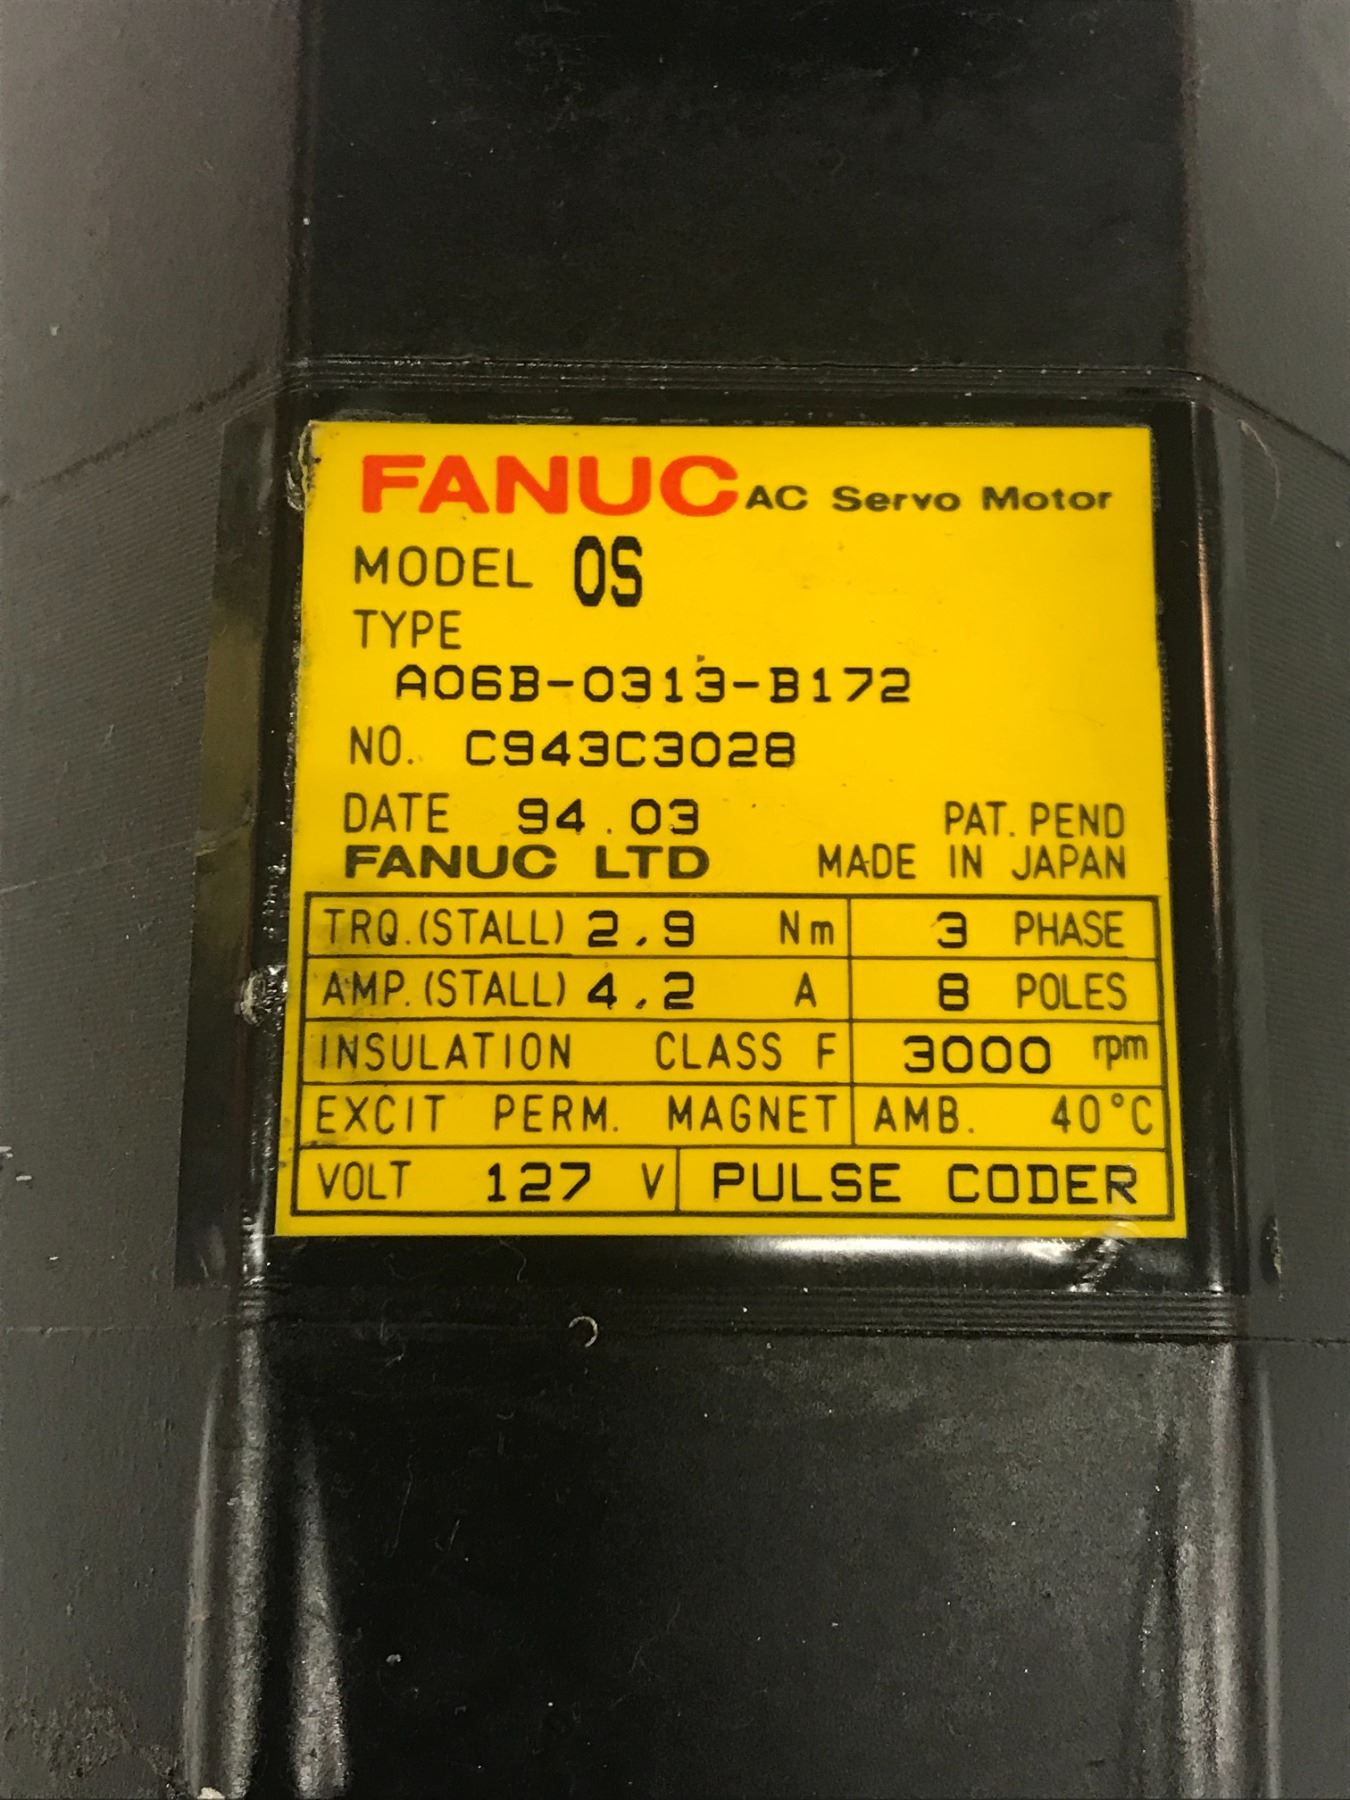 FANUC AC Servo Motor
MODEL 0S
TYPE
A06B-0313-B172
NO. C943C3028
DATE 94.03 PAT. PEND
FANUC LTD MADE IN JAPAN
TRQ.(STALL) 2.9 Nm 3 PHASE
AMP.(STALL) 4.2 A 8 POLES
INSULATION CLASS F 3000 rpm
EXCIT PERM. MAGNET AMB. 40°C
VOLT 127 V PULSE CODER